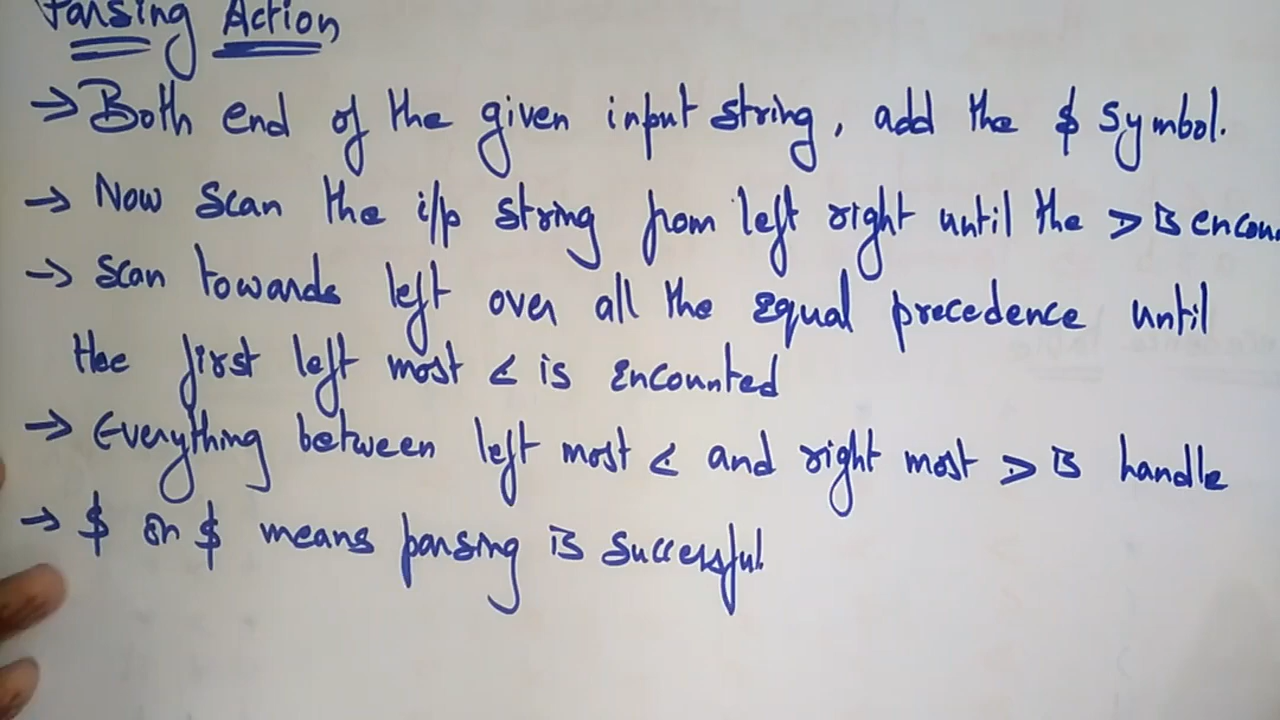 Parsing Action
→ Both end of the given input string, add the $ symbol.
→ Now scan the i/p string from left right until the ⋗ is encoun
→ Scan towards left over all the equal precedence until
the first left most ⋖ is encounted
→ Everything between left most ⋖ and right most ⋗ is handle
→ $ on $ means parsing is successful.